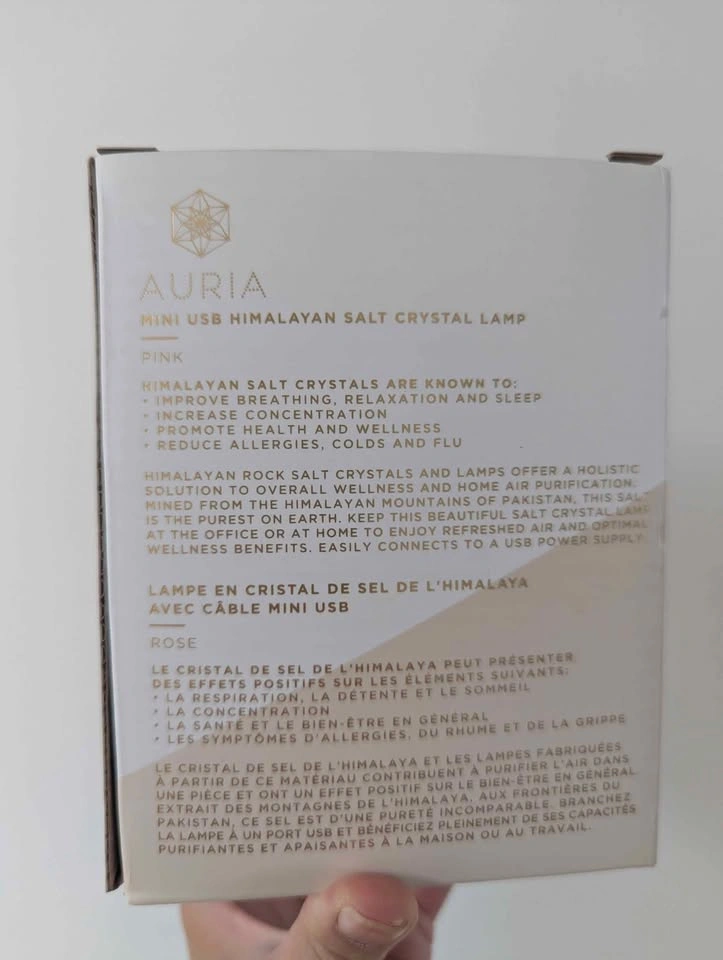 AURIA
MINI USB HIMALAYAN SALT CRYSTAL LAMP
PINK
HIMALAYAN SALT CRYSTALS ARE KNOWN TO:
• IMPROVE BREATHING, RELAXATION AND SLEEP
• INCREASE CONCENTRATION
• PROMOTE HEALTH AND WELLNESS
• REDUCE ALLERGIES, COLDS AND FLU
HIMALAYAN ROCK SALT CRYSTALS AND LAMPS OFFER A HOLISTIC
SOLUTION TO OVERALL WELLNESS AND HOME AIR PURIFICATION.
MINED FROM THE HIMALAYAN MOUNTAINS OF PAKISTAN, THIS SALT
IS THE PUREST ON EARTH. KEEP THIS BEAUTIFUL SALT CRYSTAL LAMP
AT THE OFFICE OR AT HOME TO ENJOY REFRESHED AIR AND OPTIMAL
WELLNESS BENEFITS. EASILY CONNECTS TO A USB POWER SUPPLY.
LAMPE EN CRISTAL DE SEL DE L'HIMALAYA
AVEC CÂBLE MINI USB
ROSE
LE CRISTAL DE SEL DE L'HIMALAYA PEUT PRÉSENTER
DES EFFETS POSITIFS SUR LES ÉLÉMENTS SUIVANTS:
• LA RESPIRATION, LA DÉTENTE ET LE SOMMEIL
• LA CONCENTRATION
• LA SANTÉ ET LE BIEN-ÊTRE EN GÉNÉRAL
• LES SYMPTÔMES D'ALLERGIES, DU RHUME ET DE LA GRIPPE
LE CRISTAL DE SEL DE L'HIMALAYA ET LES LAMPES FABRIQUÉES
À PARTIR DE CE MATÉRIAU CONTRIBUENT À PURIFIER L'AIR DANS
UNE PIÈCE ET ONT UN EFFET POSITIF SUR LE BIEN-ÊTRE EN GÉNÉRAL.
EXTRAIT DES MONTAGNES DE L'HIMALAYA, AUX FRONTIÈRES DU
PAKISTAN, CE SEL EST D'UNE PURETÉ INCOMPARABLE. BRANCHEZ
LA LAMPE À UN PORT USB ET BÉNÉFICIEZ PLEINEMENT DE SES CAPACITÉS
PURIFIANTES ET APAISANTES À LA MAISON OU AU TRAVAIL.